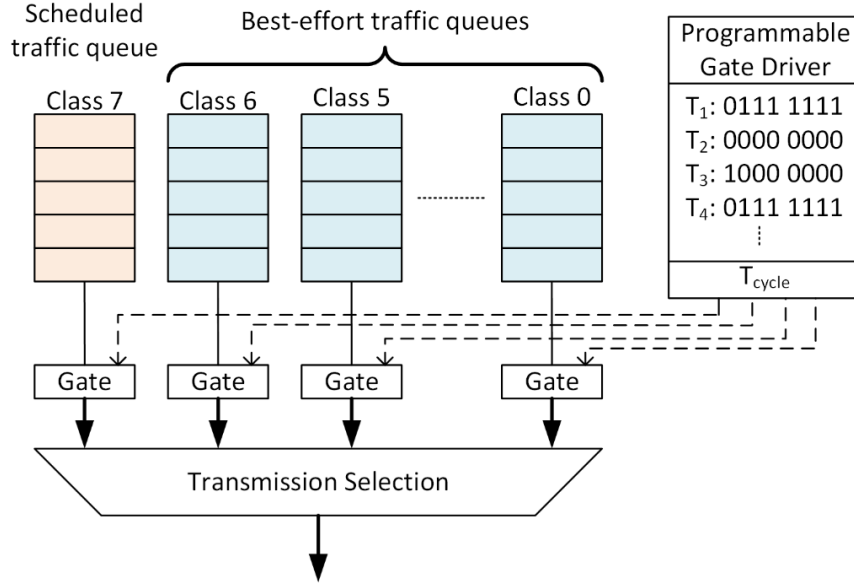 Scheduled
traffic queue
Best-effort traffic queues
Class 7
Class 6
Class 5
Class 0
Programmable
Gate Driver
T₁: 0111 1111
T₂: 0000 0000
T₃: 1000 0000
T₄: 0111 1111
T_cycle
Gate
Gate
Gate
Gate
Transmission Selection